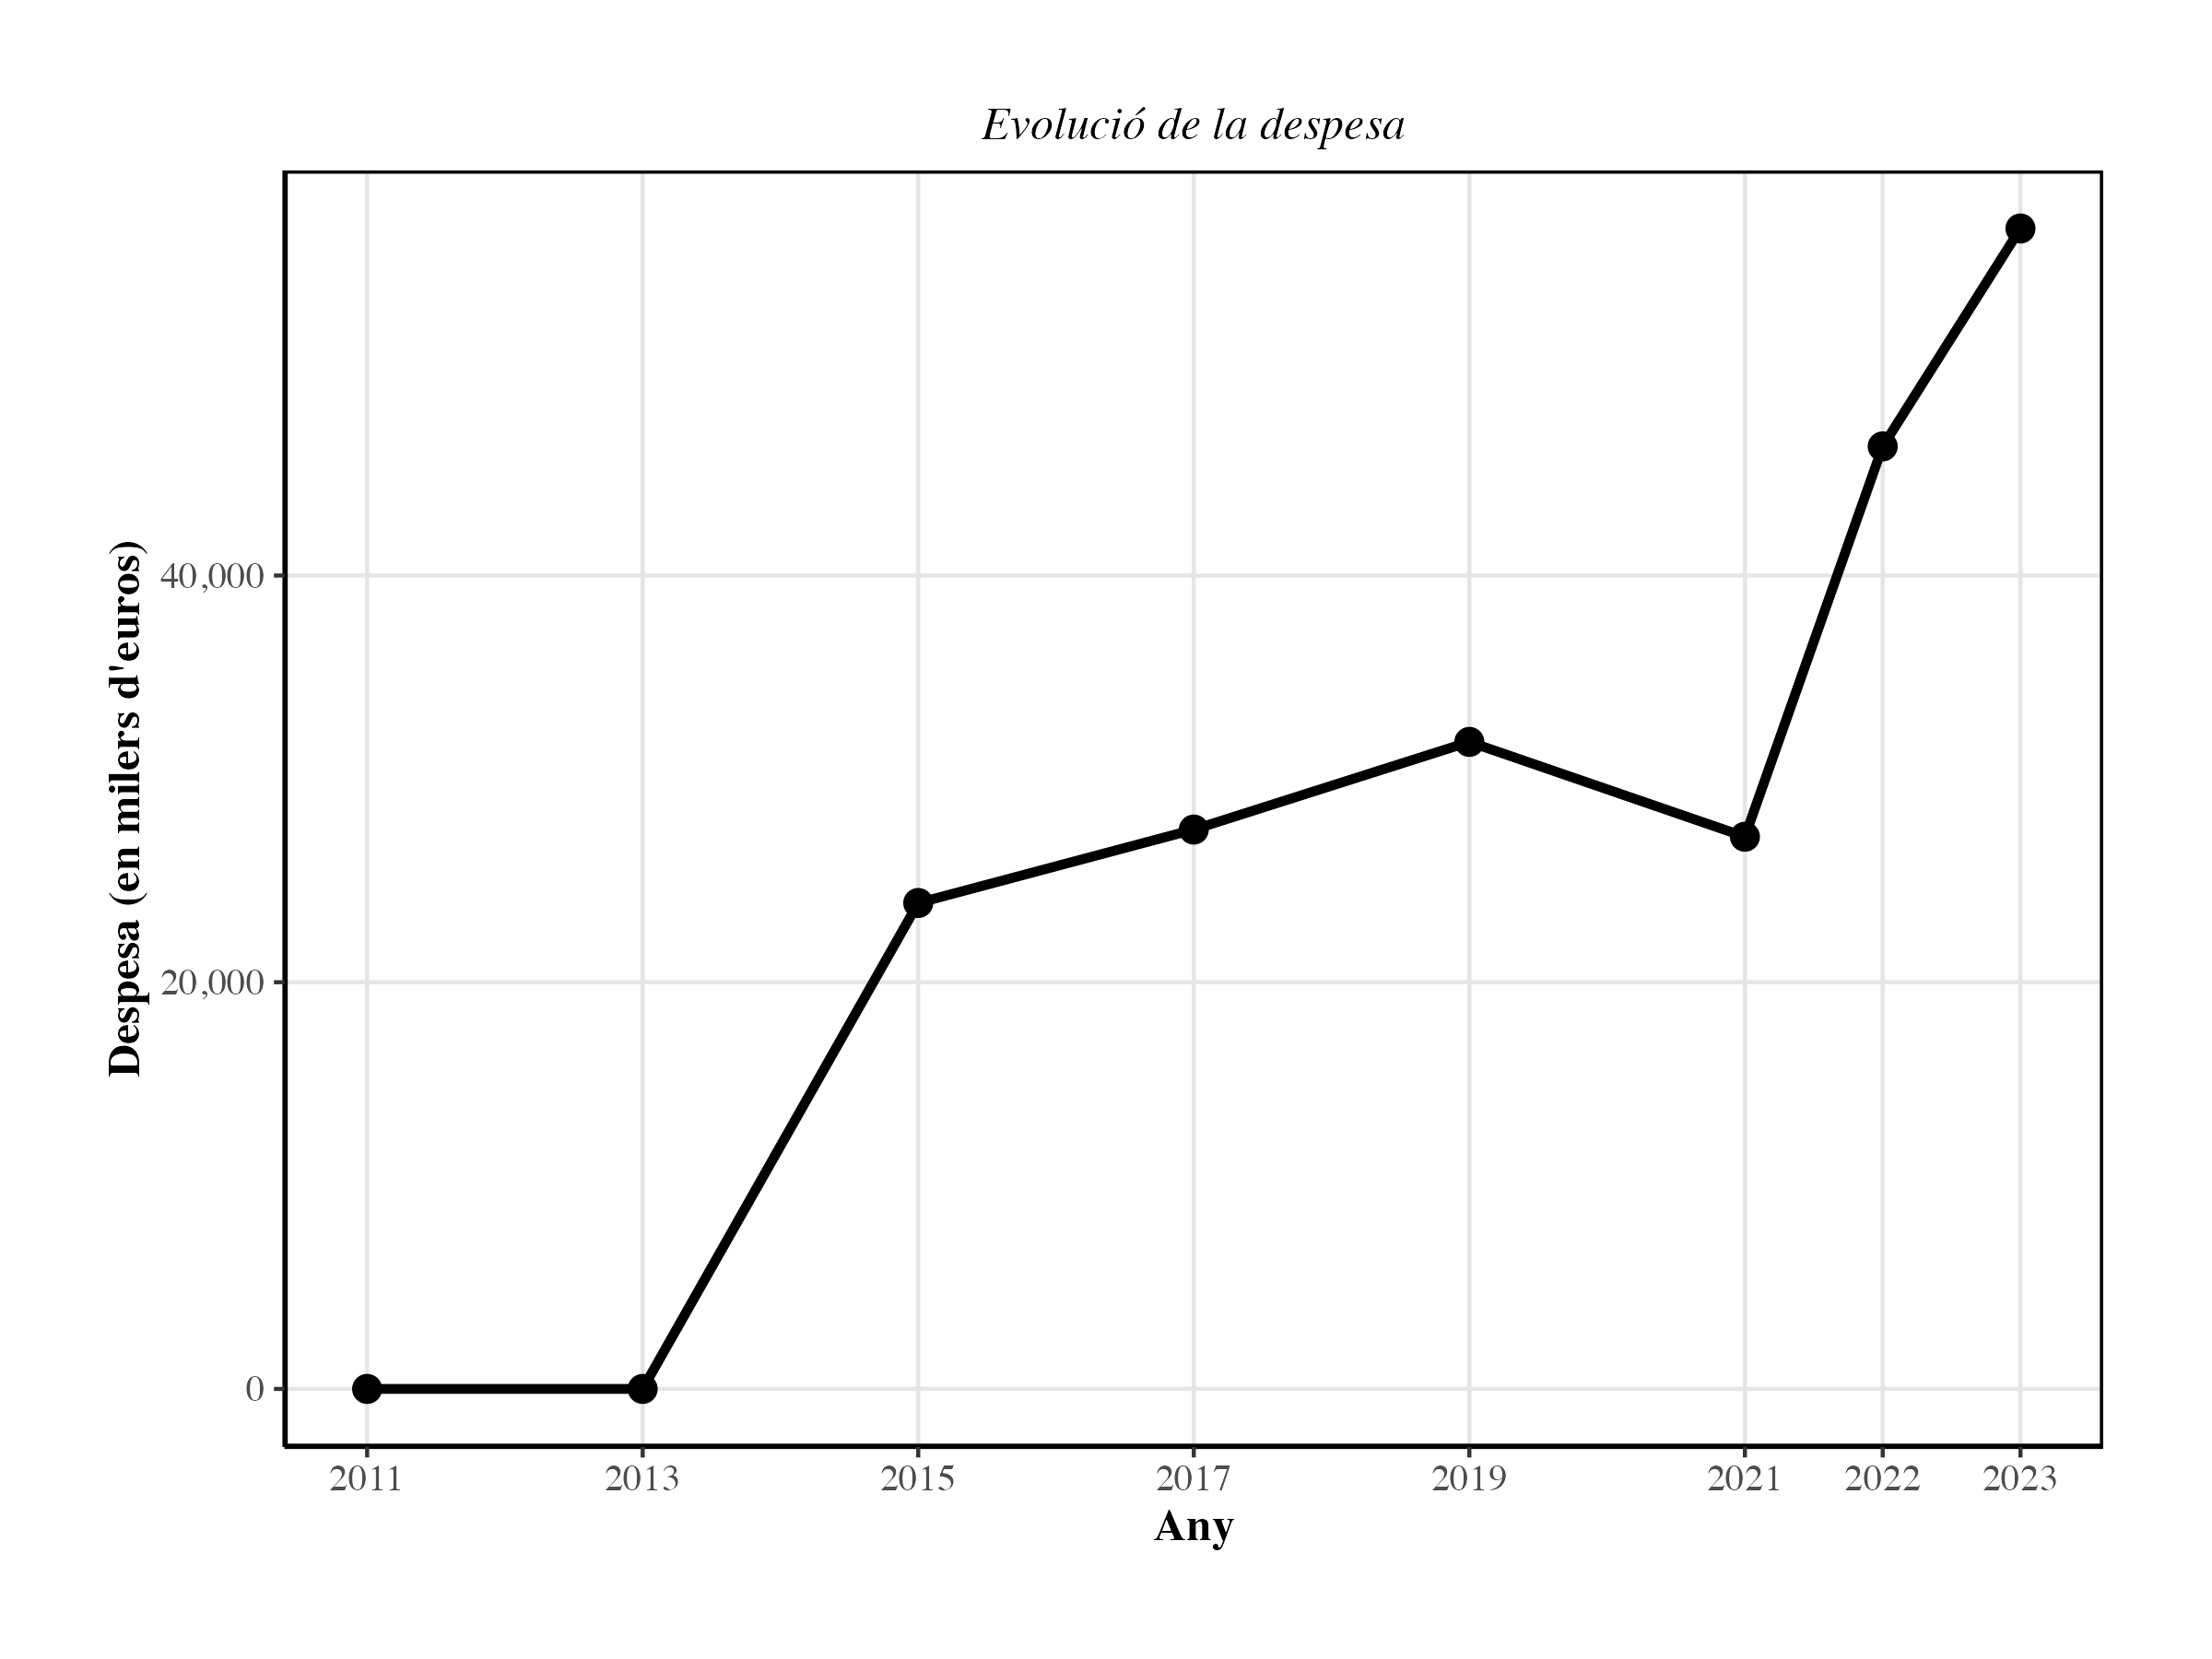 Evolució de la despesa
Despesa (en milers d'euros)
40,000
20,000
0
2011 2013 2015 2017 2019 2021 2022 2023
Any